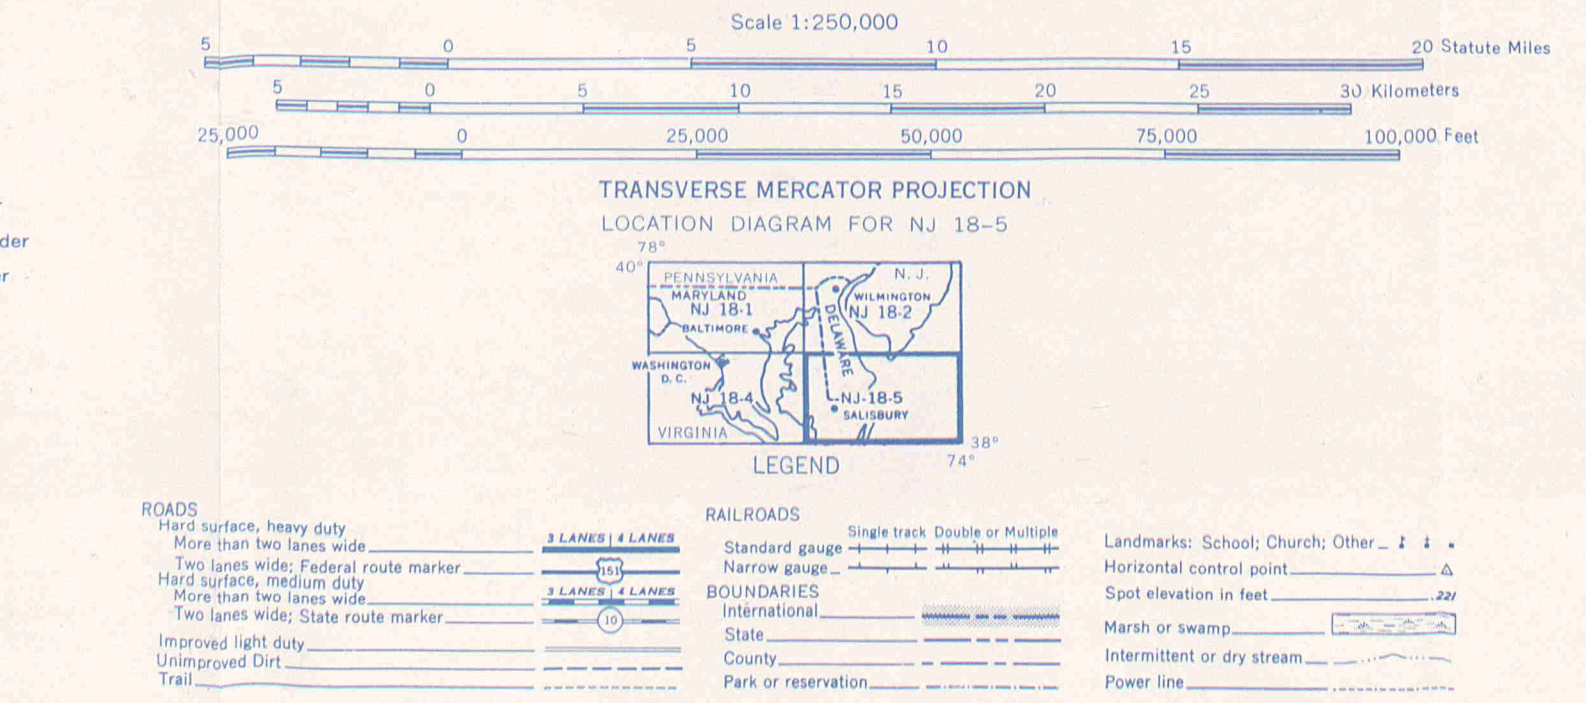 Scale 1:250,000
5 0 5 10 15 20 Statute Miles
5 0 5 10 15 20 25 30 Kilometers
25,000 0 25,000 50,000 75,000 100,000 Feet
TRANSVERSE MERCATOR PROJECTION
LOCATION DIAGRAM FOR NJ 18-5
78°
40°
PENNSYLVANIA
N. J.
MARYLAND
NJ 18-1
WILMINGTON
NJ 18-2
BALTIMORE
DELAWARE
WASHINGTON
D. C.
NJ 18-4
NJ-18-5
SALISBURY
VIRGINIA
38°
74°
LEGEND
der
r
ROADS
Hard surface, heavy duty
More than two lanes wide 3 LANES | 4 LANES
Two lanes wide; Federal route marker 151
Hard surface, medium duty
More than two lanes wide 3 LANES | 4 LANES
Two lanes wide; State route marker 10
Improved light duty
Unimproved Dirt
Trail
RAILROADS
Single track Double or Multiple
Standard gauge
Narrow gauge
BOUNDARIES
International
State
County
Park or reservation
Landmarks: School; Church; Other
Horizontal control point
Spot elevation in feet .221
Marsh or swamp
Intermittent or dry stream
Power line